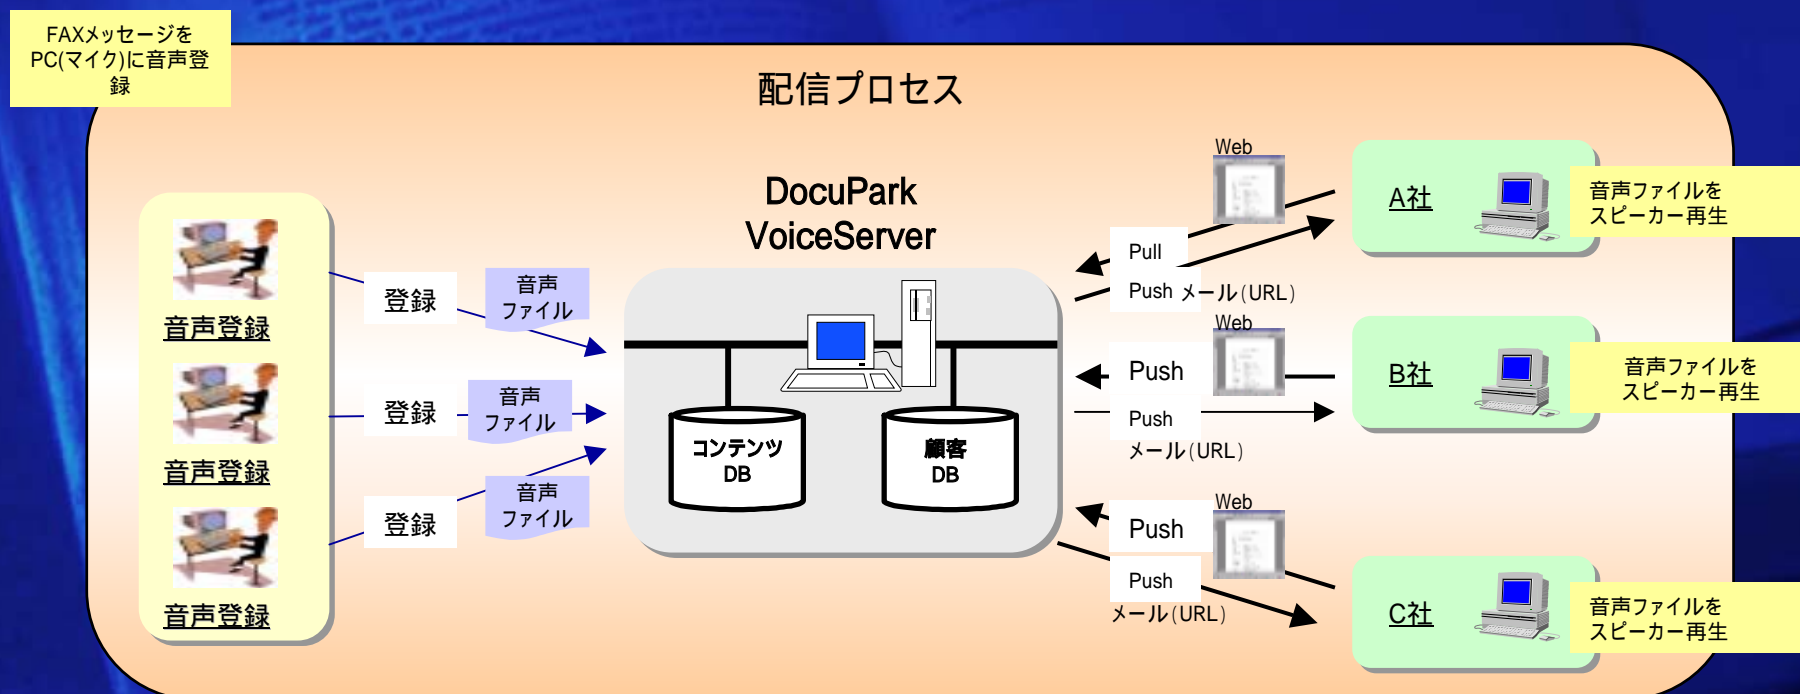 FAXメッセージを
PC(マイク)に音声登
録
配信プロセス
DocuPark
VoiceServer
音声登録
音声登録
音声登録
登録
音声
ファイル
登録
音声
ファイル
登録
音声
ファイル
コンテンツ
DB
顧客
DB
Web
Pull
Push メール(URL)
A社
音声ファイルを
スピーカー再生
Web
Push
Push
メール(URL)
B社
音声ファイルを
スピーカー再生
Web
Push
Push
メール(URL)
C社
音声ファイルを
スピーカー再生